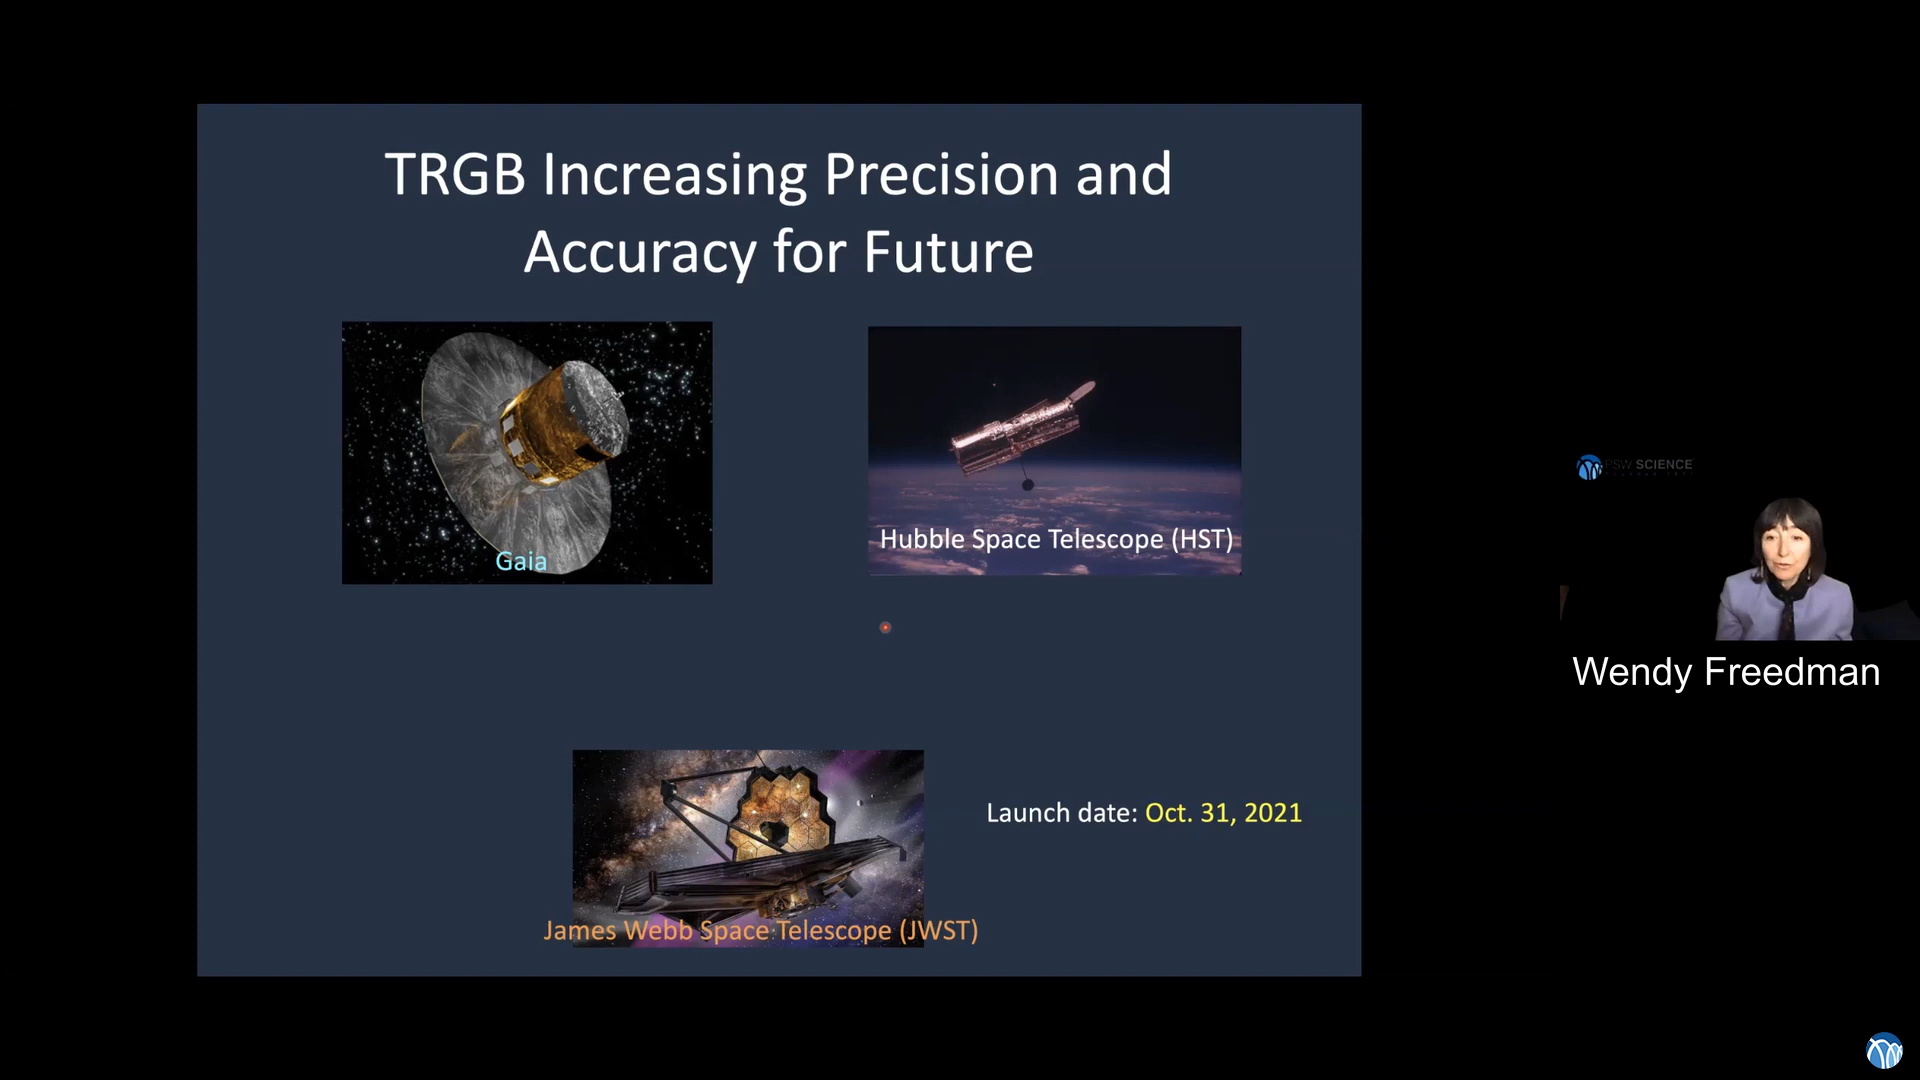 TRGB Increasing Precision and
Accuracy for Future
Gaia
Hubble Space Telescope (HST)
Launch date: Oct. 31, 2021
James Webb Space Telescope (JWST)
PSW SCIENCE
Wendy Freedman